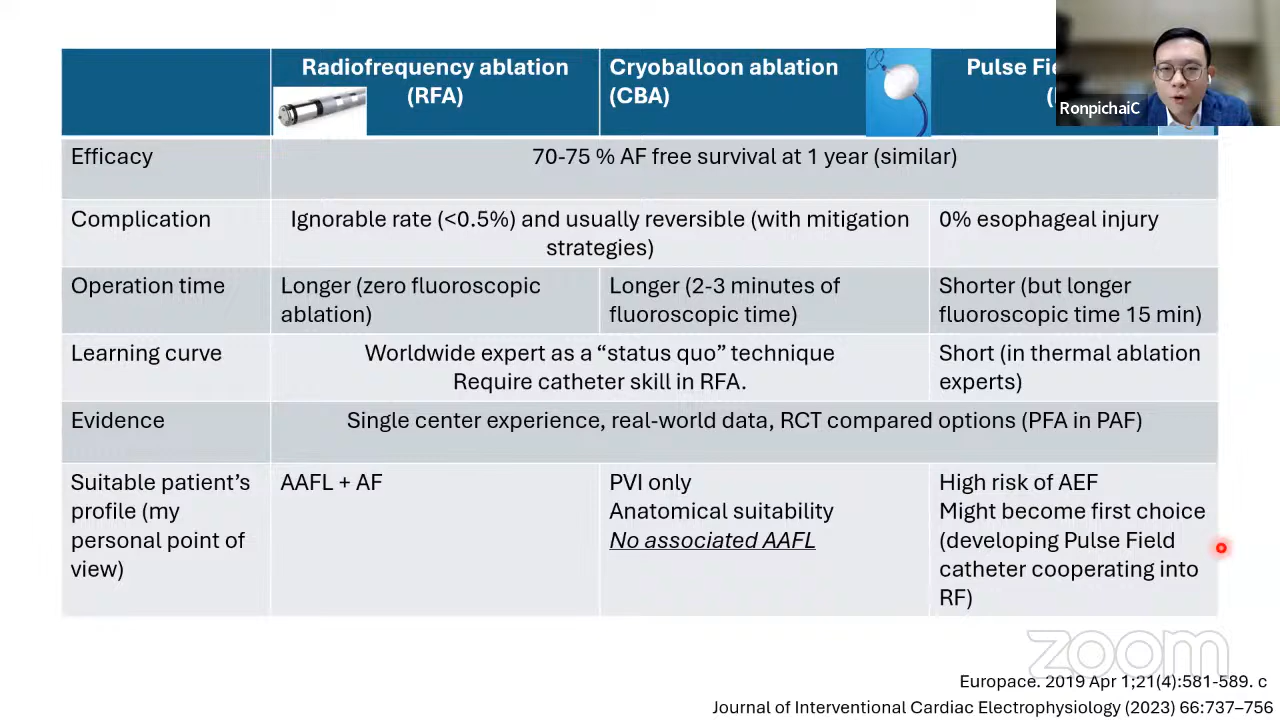 Radiofrequency ablation
(RFA)
Cryoballoon ablation
(CBA)
Pulse
RonpichaiC
Efficacy
70-75 % AF free survival at 1 year (similar)
Complication
Ignorable rate (<0.5%) and usually reversible (with mitigation
strategies)
0% esophageal injury
Operation time
Longer (zero fluoroscopic
ablation)
Longer (2-3 minutes of
fluoroscopic time)
Shorter (but longer
fluoroscopic time 15 min)
Learning curve
Worldwide expert as a “status quo” technique
Require catheter skill in RFA.
Short (in thermal ablation
experts)
Evidence
Single center experience, real-world data, RCT compared options (PFA in PAF)
Suitable patient’s
profile (my
personal point of
view)
AAFL + AF
PVI only
Anatomical suitability
No associated AAFL
High risk of AEF
Might become first choice
(developing Pulse Field
catheter cooperating into
RF)
zoom
Europace. 2019 Apr 1;21(4):581-589. c
Journal of Interventional Cardiac Electrophysiology (2023) 66:737–756